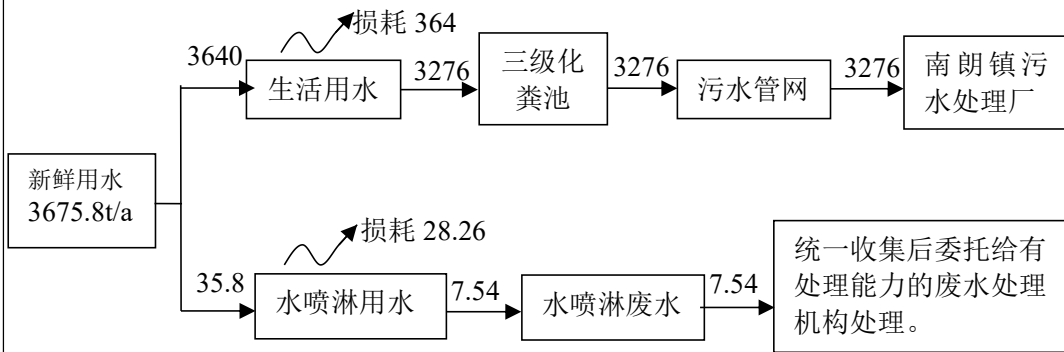 损耗 364
3640
生活用水
3276
三级化
粪池
3276
污水管网
3276
南朗镇污
水处理厂
新鲜用水
3675.8t/a
损耗 28.26
35.8
水喷淋用水
7.54
水喷淋废水
7.54
统一收集后委托给有
处理能力的废水处理
机构处理。